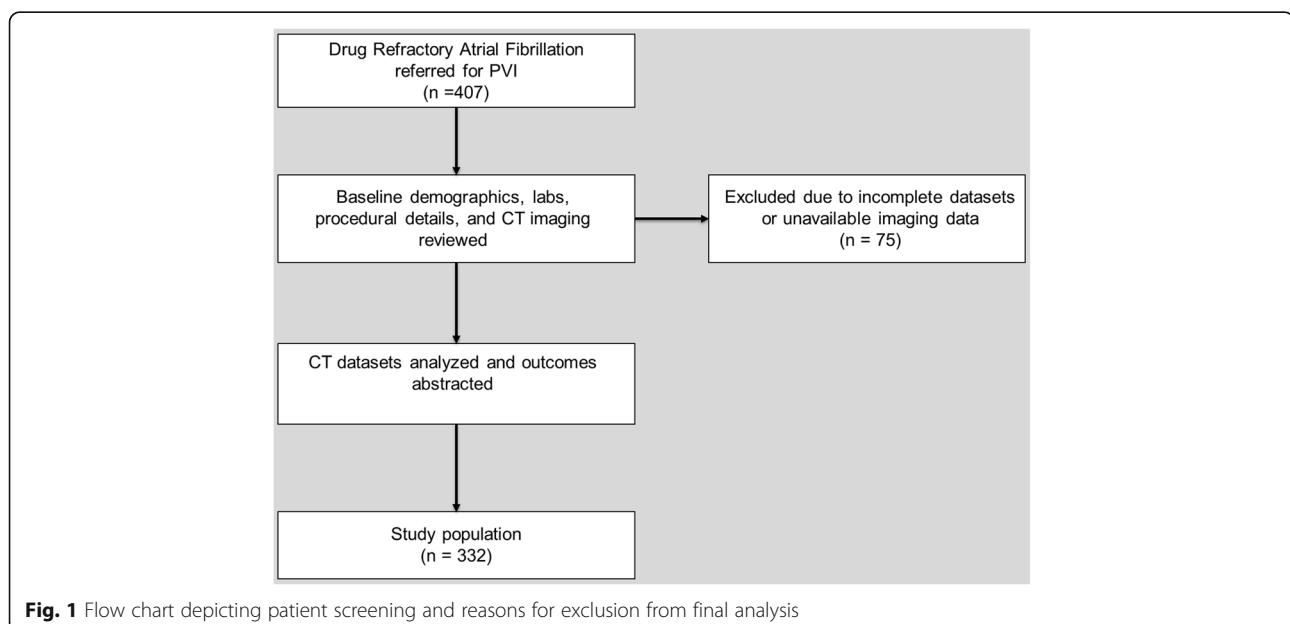 Drug Refractory Atrial Fibrillation
referred for PVI
(n =407)
Baseline demographics, labs,
procedural details, and CT imaging
reviewed
Excluded due to incomplete datasets
or unavailable imaging data
(n = 75)
CT datasets analyzed and outcomes
abstracted
Study population
(n = 332)
Fig. 1 Flow chart depicting patient screening and reasons for exclusion from final analysis